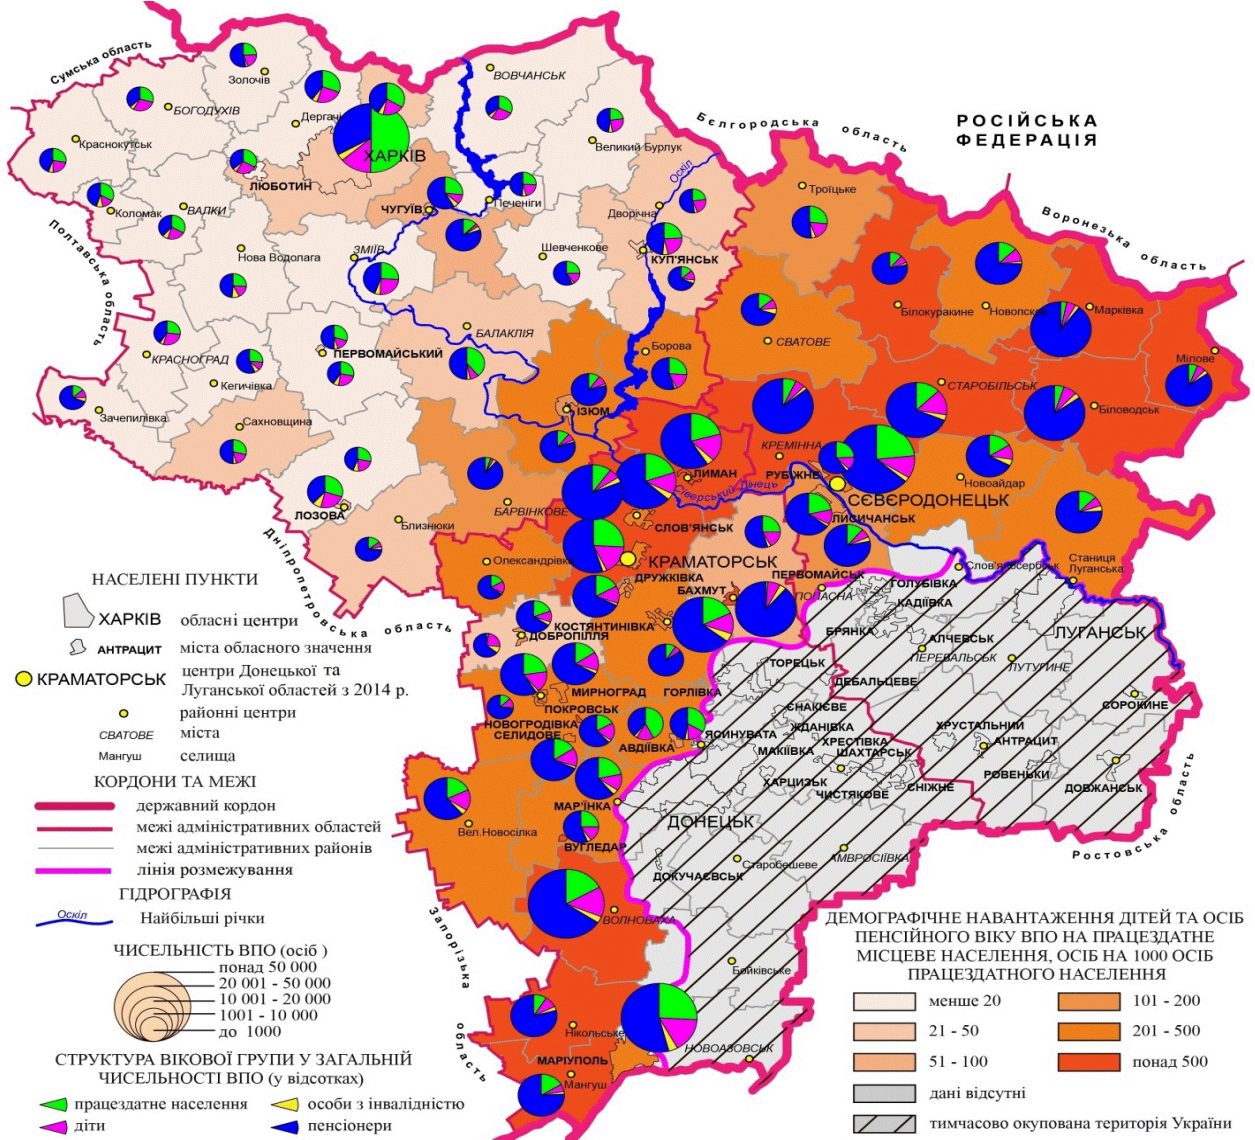 Сумська область
Золочів
БОГОДУХІВ
Дергачі
Краснокутськ
ХАРКІВ
ЛЮБОТИН
ВОВЧАНСЬК
Великий Бурлук
Бєлгородська область
РОСІЙСЬКА
ФЕДЕРАЦІЯ
Воронезька область
Оскіл
Троїцьке
Коломак
ВАЛКИ
ЧУГУЇВ
Печеніги
Дворічна
Полтавська область
Нова Водолага
ЗМІЇВ
Шевченкове
КУП'ЯНСЬК
Білокуракине
Новопсков
Марківка
БАЛАКЛІЯ
КРАСНОГРАД
ПЕРВОМАЙСЬКИЙ
Борова
СВАТОВЕ
Мілове
Кегичівка
СТАРОБІЛЬСЬК
Біловодськ
Зачепилівка
Сахновщина
ІЗЮМ
КРЕМІННА
ЛИМАН
РУБІЖНЕ
Сіверський Дінець
Новоайдар
СЄВЄРОДОНЕЦЬК
ЛОЗОВА
БАРВІНКОВЕ
Близнюки
СЛОВ'ЯНСЬК
ЛИСИЧАНСЬК
Дніпропетровська область
Олександрівка
КРАМАТОРСЬК
Станиця
Луганська
Слов'яносербськ
ДРУЖКІВКА
БАХМУТ
ПЕРВОМАЙСЬК
ПОПАСНА
ГОЛУБІВКА
КАДІЇВКА
КОСТЯНТИНІВКА
ДОБРОПІЛЛЯ
БРЯНКА
АЛЧЕВСЬК
ЛУГАНСЬК
ПЕРЕВАЛЬСЬК
ЛУТУГИНЕ
ТОРЕЦЬК
ДЕБАЛЬЦЕВЕ
МИРНОГРАД
ГОРЛІВКА
ПОКРОВСЬК
НОВОГРОДІВКА
СЕЛИДОВЕ
ЄНАКІЄВЕ
СОРОКИНЕ
АВДІЇВКА
ЯСИНУВАТА
ЖДАНІВКА
МАКІЇВКА
ХРЕСТІВКА
ШАХТАРСЬК
ХРУСТАЛЬНИЙ
АНТРАЦИТ
РОВЕНЬКИ
ХАРЦИЗЬК
ЧИСТЯКОВЕ
СНІЖНЕ
ДОВЖАНСЬК
МАР'ЇНКА
Вел.Новосілка
ДОНЕЦЬК
ВУГЛЕДАР
Старобешеве
АМВРОСІЇВКА
ДОКУЧАЄВСЬК
Ростовська область
ВОЛНОВАХА
Бойківське
Запорізька область
Нікольське
НОВОАЗОВСЬК
МАРІУПОЛЬ
Мангуш
НАСЕЛЕНІ ПУНКТИ
ХАРКІВ обласні центри
АНТРАЦИТ міста обласного значення
КРАМАТОРСЬК центри Донецької та
Луганської областей з 2014 р.
районні центри
СВАТОВЕ міста
Мангуш селища
КОРДОНИ ТА МЕЖІ
державний кордон
межі адміністративних областей
межі адміністративних районів
лінія розмежування
ГІДРОГРАФІЯ
Оскіл Найбільші річки
ЧИСЕЛЬНІСТЬ ВПО (осіб )
понад 50 000
20 001 - 50 000
10 001 - 20 000
1001 - 10 000
до 1000
СТРУКТУРА ВІКОВОЇ ГРУПИ У ЗАГАЛЬНІЙ
ЧИСЕЛЬНОСТІ ВПО (у відсотках)
працездатне населення
особи з інвалідністю
діти
пенсіонери
ДЕМОГРАФІЧНЕ НАВАНТАЖЕННЯ ДІТЕЙ ТА ОСІБ
ПЕНСІЙНОГО ВІКУ ВПО НА ПРАЦЕЗДАТНЕ
МІСЦЕВЕ НАСЕЛЕННЯ, ОСІБ НА 1000 ОСІБ
ПРАЦЕЗДАТНОГО НАСЕЛЕННЯ
менше 20
101 - 200
21 - 50
201 - 500
51 - 100
понад 500
дані відсутні
тимчасово окупована територія України